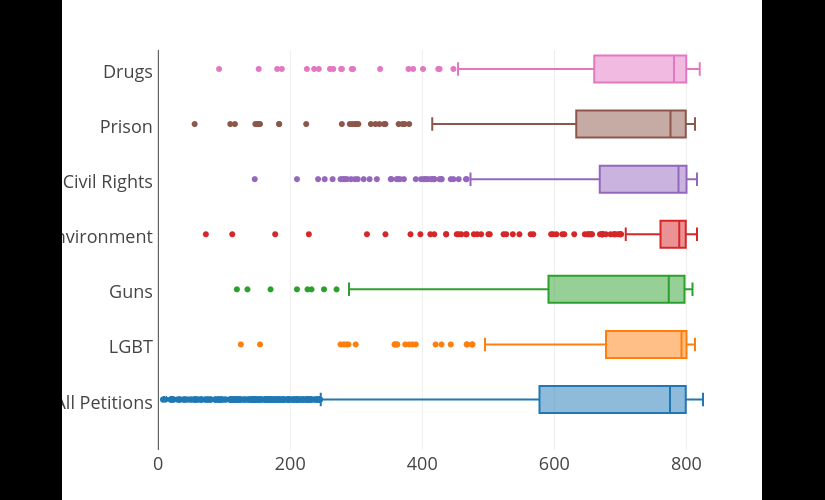 Drugs
Prison
Civil Rights
nvironment
Guns
LGBT
All Petitions
0 200 400 600 800